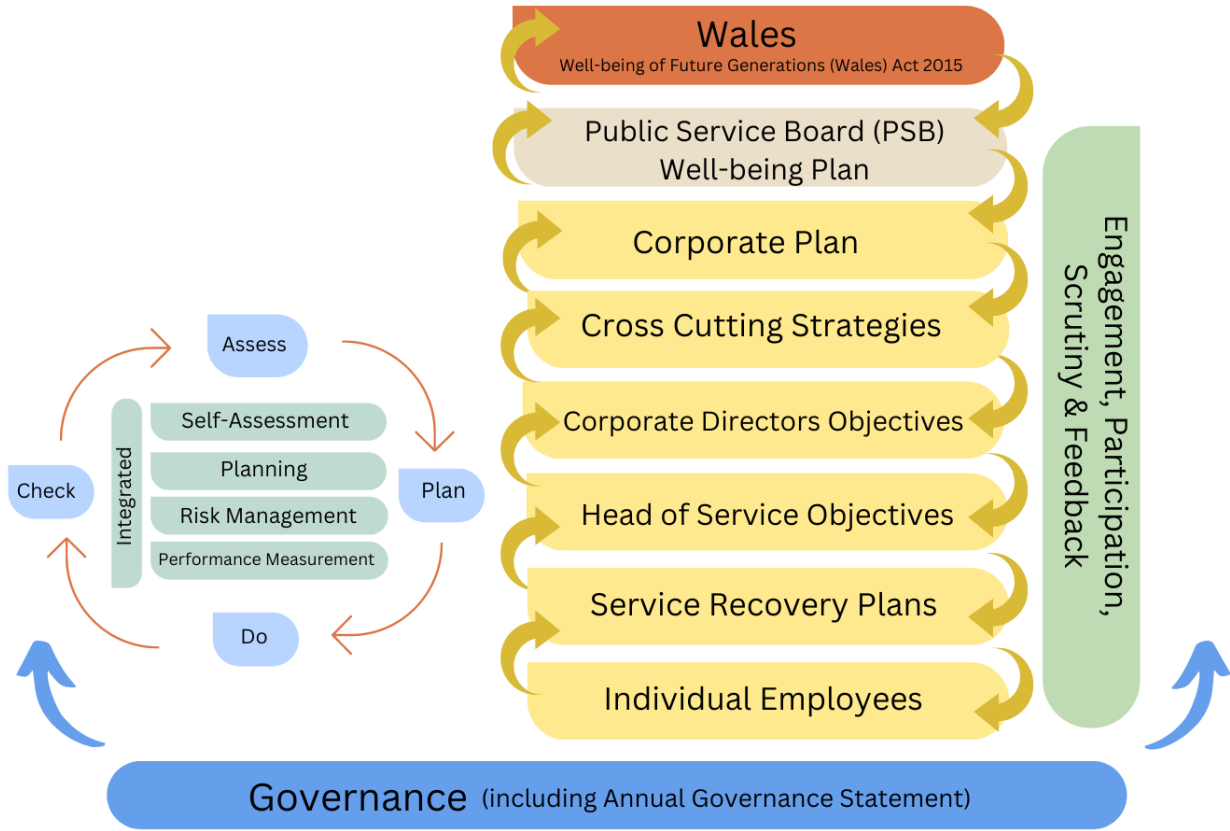 Wales
Well-being of Future Generations (Wales) Act 2015
Public Service Board (PSB)
Well-being Plan
Corporate Plan
Cross Cutting Strategies
Corporate Directors Objectives
Head of Service Objectives
Service Recovery Plans
Individual Employees
Engagement, Participation,
Scrutiny & Feedback
Assess
Plan
Do
Check
Integrated
Self-Assessment
Planning
Risk Management
Performance Measurement
Governance (including Annual Governance Statement)